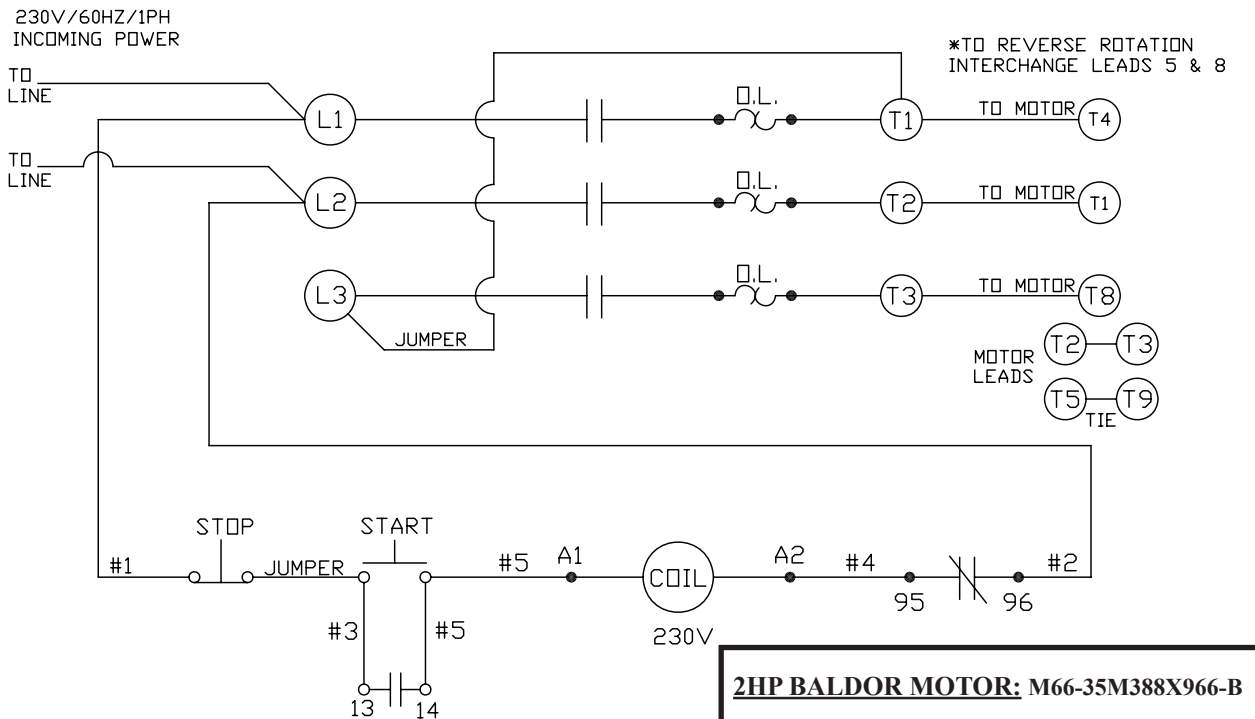 230V/60HZ/1PH
INCOMING POWER
*TO REVERSE ROTATION
INTERCHANGE LEADS 5 & 8
TO
LINE
L1
O.L.
T1
TO MOTOR
T4
TO
LINE
L2
O.L.
T2
TO MOTOR
T1
L3
O.L.
T3
TO MOTOR
T8
JUMPER
MOTOR
LEADS
T2
T3
T5
T9
TIE
STOP
START
#1
JUMPER
#5
A1
COIL
A2
#4
95
96
#2
230V
#3
#5
13
14
2HP BALDOR MOTOR: M66-35M388X966-B